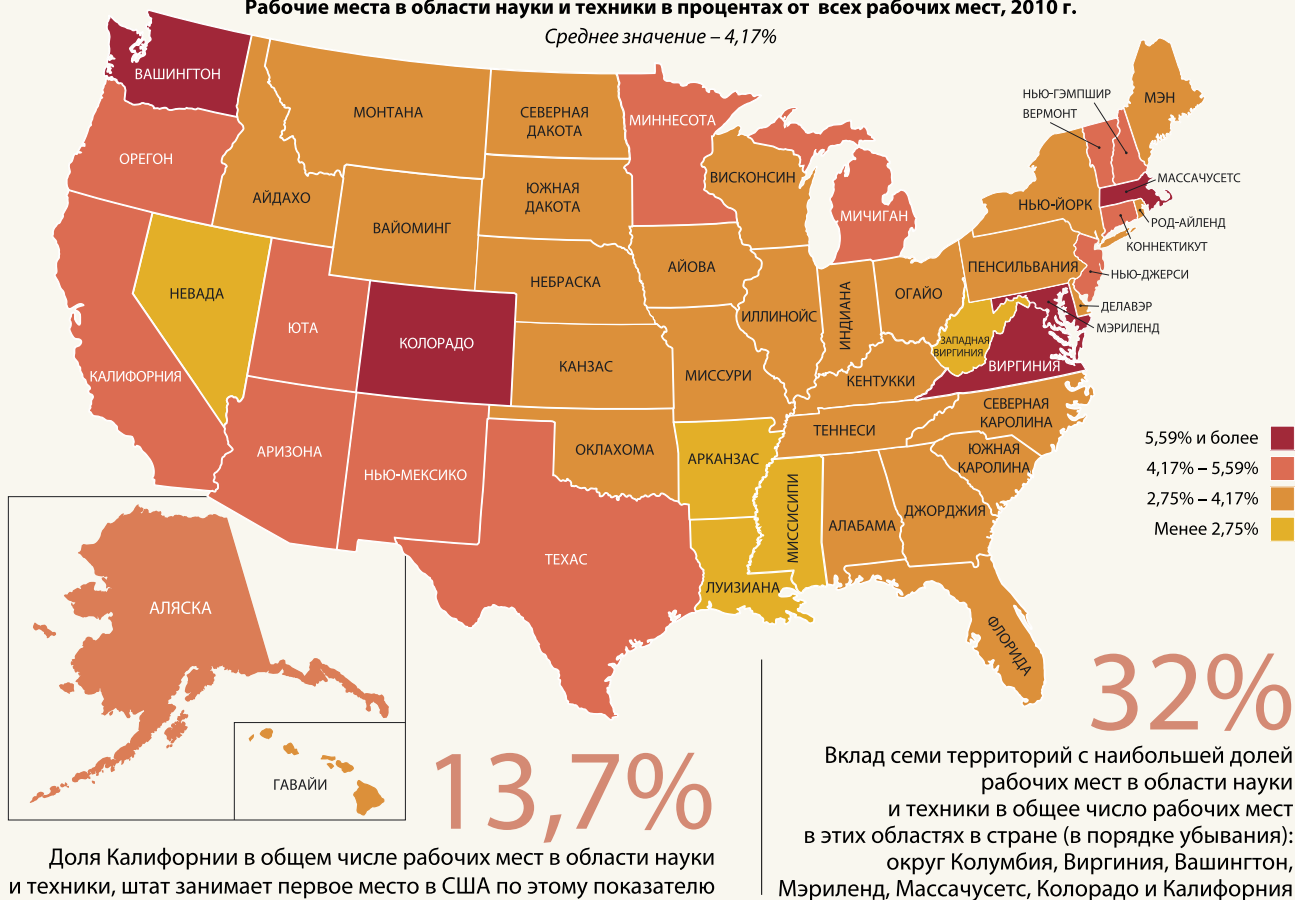 Рабочие места в области науки и техники в процентах от всех рабочих мест, 2010 г.
Среднее значение – 4,17%
ВАШИНГТОН
МОНТАНА
СЕВЕРНАЯ
ДАКОТА
МИННЕСОТА
НЬЮ-ГЭМПШИР
ВЕРМОНТ
МЭН
ОРЕГОН
АЙДАХО
ВАЙОМИНГ
ЮЖНАЯ
ДАКОТА
ВИСКОНСИН
МИЧИГАН
НЬЮ-ЙОРК
МАССАЧУСЕТС
РОД-АЙЛЕНД
КОННЕКТИКУТ
НЬЮ-ДЖЕРСИ
ДЕЛАВЭР
МЭРИЛЕНД
НЕВАДА
ЮТА
КОЛОРАДО
НЕБРАСКА
АЙОВА
ИЛЛИНОЙС
ИНДИАНА
ОГАЙО
ПЕНСИЛЬВАНИЯ
ЗАПАДНАЯ
ВИРГИНИЯ
ВИРГИНИЯ
КАЛИФОРНИЯ
КАНЗАС
МИССУРИ
КЕНТУККИ
СЕВЕРНАЯ
КАРОЛИНА
ТЕННЕСИ
ЮЖНАЯ
КАРОЛИНА
АРИЗОНА
НЬЮ-МЕКСИКО
ОКЛАХОМА
АРКАНЗАС
МИССИСИПИ
АЛАБАМА
ДЖОРДЖИЯ
ТЕХАС
ЛУИЗИАНА
ФЛОРИДА
5,59% и более
4,17% – 5,59%
2,75% – 4,17%
Менее 2,75%
АЛЯСКА
ГАВАЙИ
13,7%
Доля Калифорнии в общем числе рабочих мест в области науки
и техники, штат занимает первое место в США по этому показателю
32%
Вклад семи территорий с наибольшей долей
рабочих мест в области науки
и техники в общее число рабочих мест
в этих областях в стране (в порядке убывания):
округ Колумбия, Виргиния, Вашингтон,
Мэриленд, Массачусетс, Колорадо и Калифорния